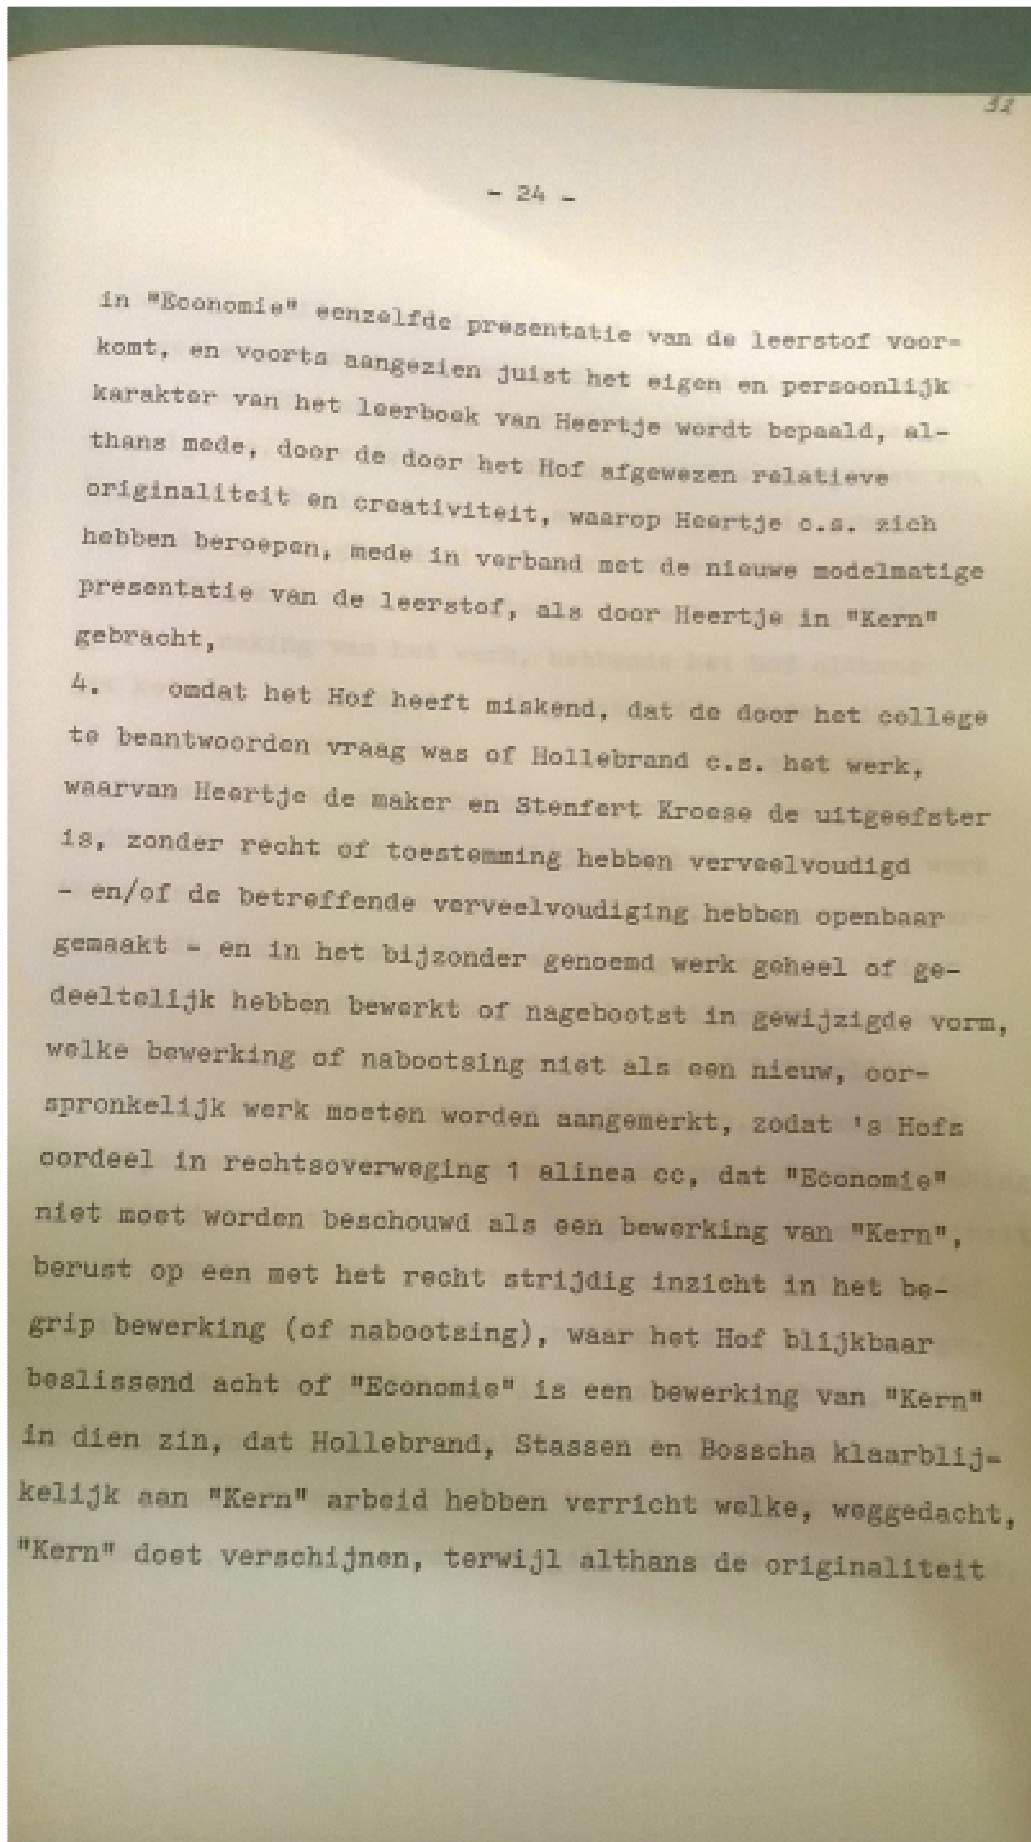 32
- 24 -
in "Economie" eenzelfde presentatie van de leerstof voor-
komt, en voorts aangezien juist het eigen en persoonlijk
karakter van het leerboek van Heertje wordt bepaald, al-
thans mede, door de door het Hof afgewezen relatieve
originaliteit en creativiteit, waarop Heertje c.s. zich
hebben beroepen, mede in verband met de nieuwe modelmatige
presentatie van de leerstof, als door Heertje in "Kern"
gebracht,
4. omdat het Hof heeft miskend, dat de door het college
te beantwoorden vraag was of Hollebrand c.s. het werk,
waarvan Heertje de maker en Stenfert Kroese de uitgeefster
is, zonder recht of toestemming hebben verveelvoudigd
- en/of de betreffende verveelvoudiging hebben openbaar
gemaakt - en in het bijzonder genoemd werk geheel of ge-
deeltelijk hebben bewerkt of nagebootst in gewijzigde vorm,
welke bewerking of nabootsing niet als een nieuw, oor-
spronkelijk werk moeten worden aangemerkt, zodat 's Hofs
oordeel in rechtsoverweging 1 alinea cc, dat "Economie"
niet moet worden beschouwd als een bewerking van "Kern",
berust op een met het recht strijdig inzicht in het be-
grip bewerking (of nabootsing), waar het Hof blijkbaar
beslissend acht of "Economie" is een bewerking van "Kern"
in dien zin, dat Hollebrand, Stassen en Bosscha klaarblij-
kelijk aan "Kern" arbeid hebben verricht welke, weggedacht,
"Kern" doet verschijnen, terwijl althans de originaliteit